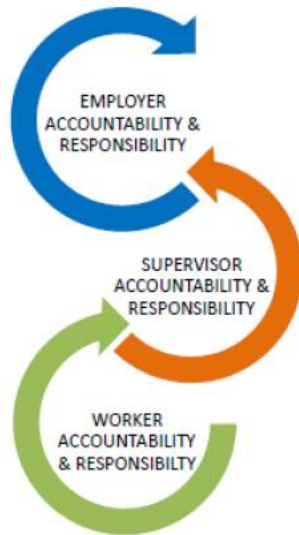 EMPLOYER
ACCOUNTABILITY &
RESPONSIBILITY
SUPERVISOR
ACCOUNTABILITY &
RESPONSIBILITY
WORKER
ACCOUNTABILITY
& RESPONSIBILTY